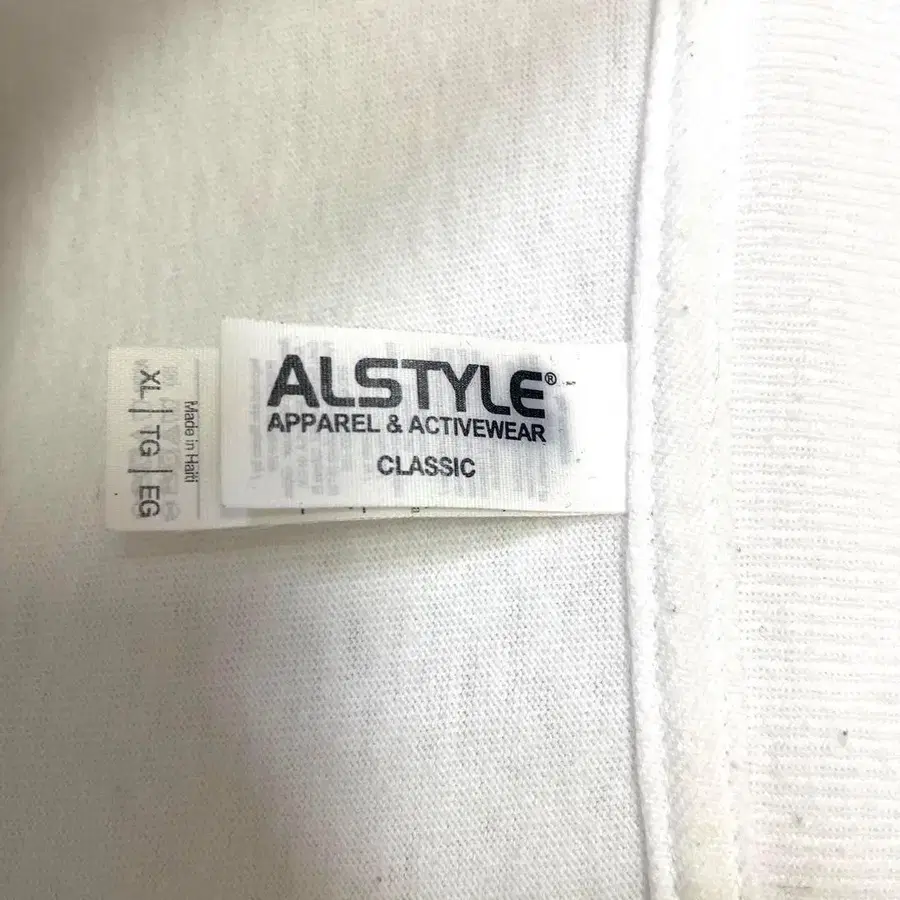 ALSTYLE®
APPAREL & ACTIVEWEAR
CLASSIC
XL | TG | EG
Made in Haiti